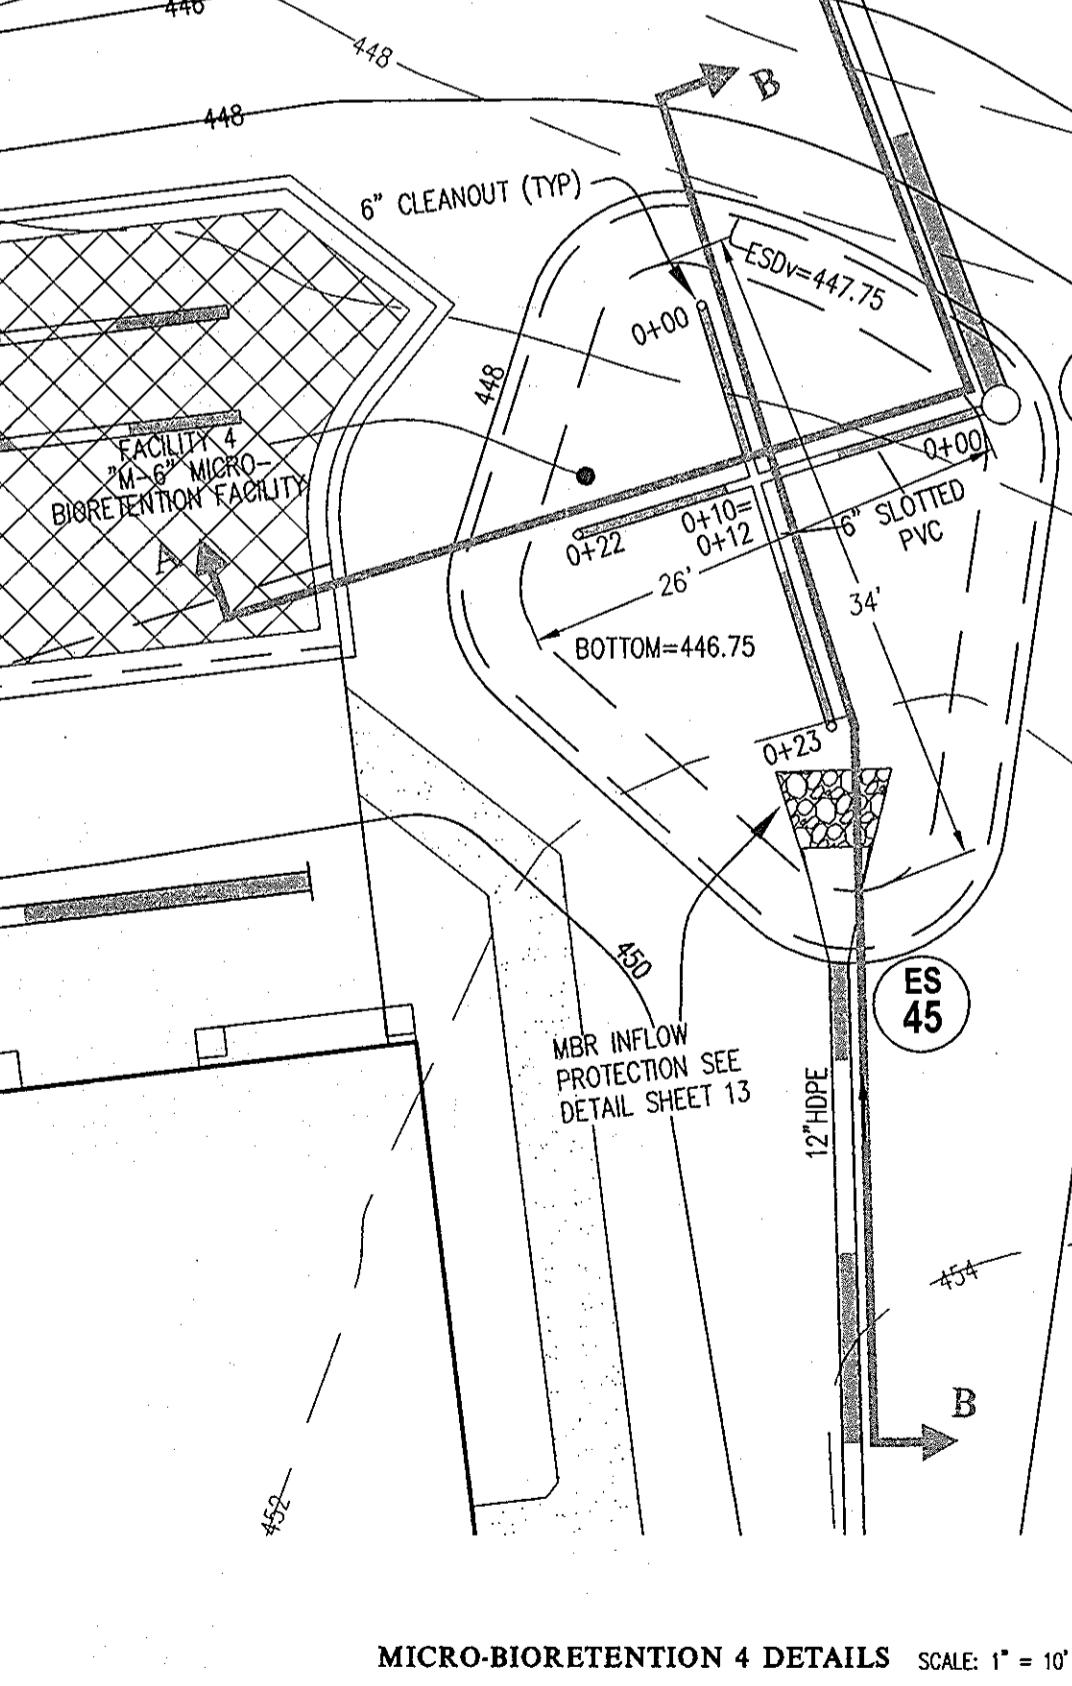 446
448
448
B
6" CLEANOUT (TYP)
ESDv=447.75
0+00
448
FACILITY 4
"M-6" MICRO-
BIORETENTION FACILITY
0+00
6" SLOTTED
PVC
0+10=
0+12
0+22
A
26'
34'
BOTTOM=446.75
0+23
450
ES
45
MBR INFLOW
PROTECTION SEE
DETAIL SHEET 13
12"HDPE
454
B
452
MICRO-BIORETENTION 4 DETAILS SCALE: 1" = 10'